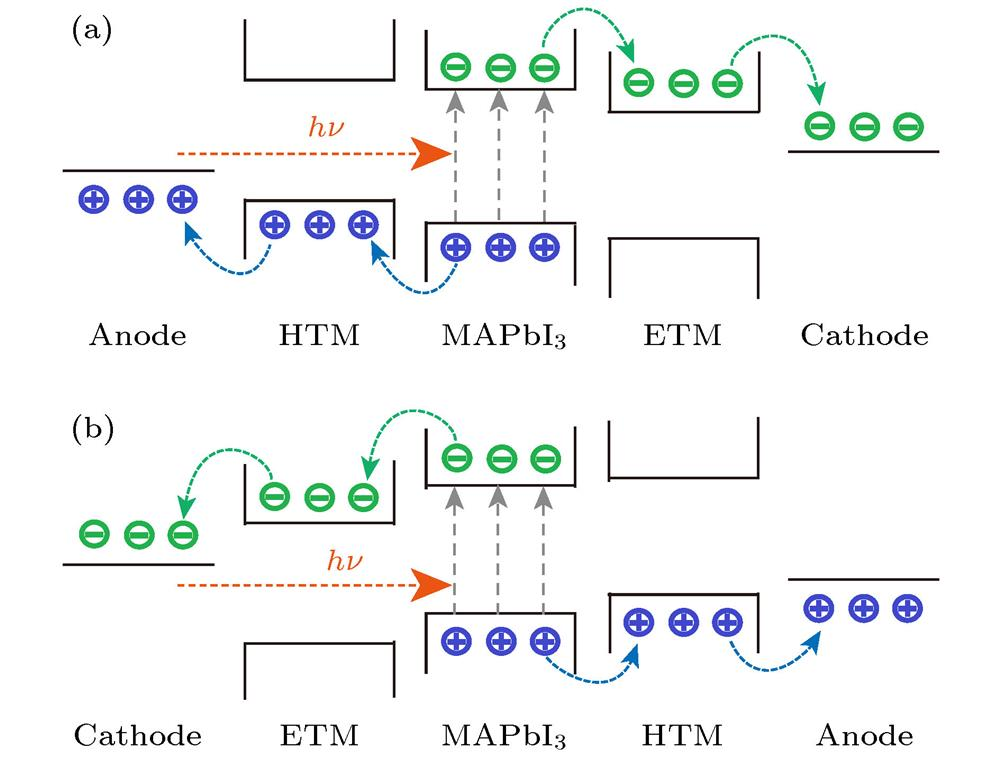 (a)
hν
Anode HTM MAPbI₃ ETM Cathode
(b)
hν
Cathode ETM MAPbI₃ HTM Anode